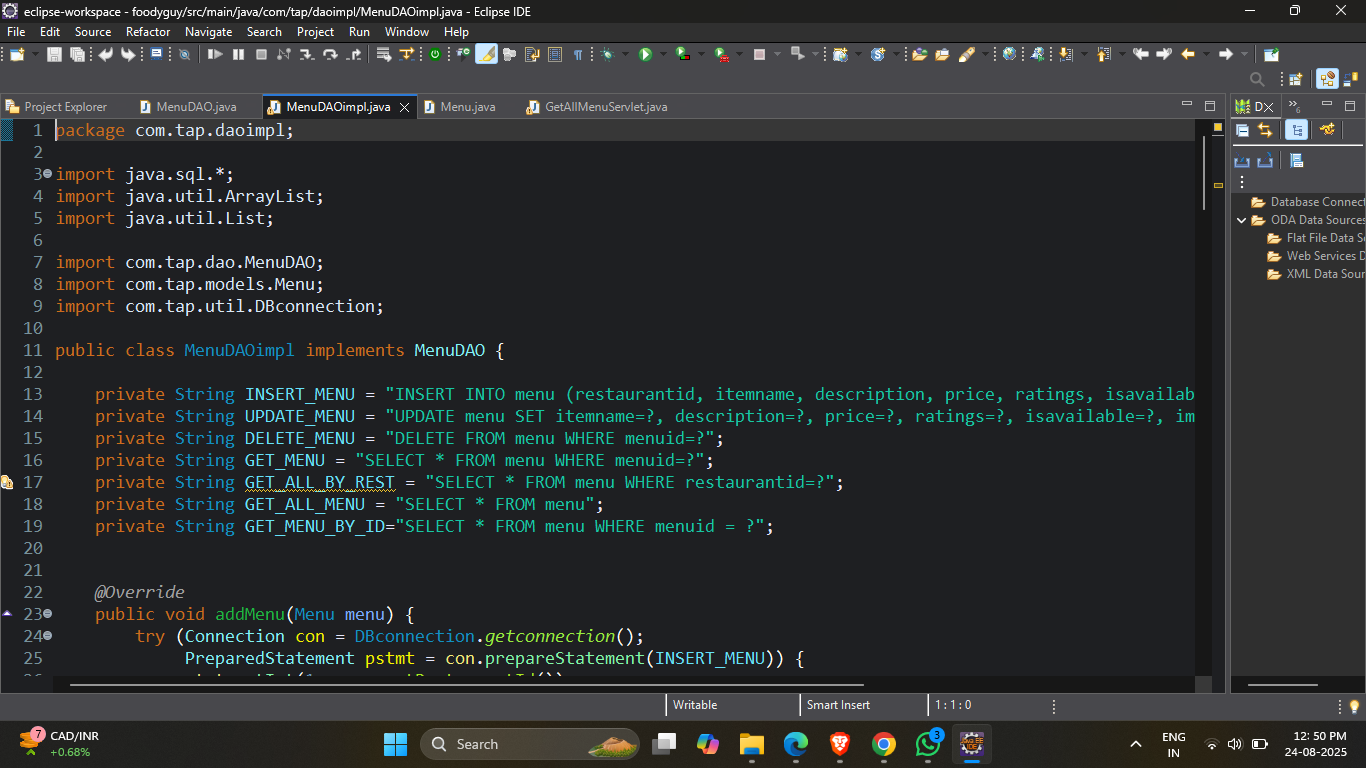 eclipse-workspace - foodyguy/src/main/java/com/tap/daoimpl/MenuDAOimpl.java - Eclipse IDE
File Edit Source Refactor Navigate Search Project Run Window Help
Project Explorer MenuDAO.java MenuDAOimpl.java Menu.java GetAllMenuServlet.java D 6
1 package com.tap.daoimpl;
2
3 import java.sql.*;
4 import java.util.ArrayList;
5 import java.util.List;
6
7 import com.tap.dao.MenuDAO;
8 import com.tap.models.Menu;
9 import com.tap.util.DBconnection;
10
11 public class MenuDAOimpl implements MenuDAO {
12
13 private String INSERT_MENU = "INSERT INTO menu (restaurantid, itemname, description, price, ratings, isavailab
14 private String UPDATE_MENU = "UPDATE menu SET itemname=?, description=?, price=?, ratings=?, isavailable=?, im
15 private String DELETE_MENU = "DELETE FROM menu WHERE menuid=?";
16 private String GET_MENU = "SELECT * FROM menu WHERE menuid=?";
17 private String GET_ALL_BY_REST = "SELECT * FROM menu WHERE restaurantid=?";
18 private String GET_ALL_MENU = "SELECT * FROM menu";
19 private String GET_MENU_BY_ID="SELECT * FROM menu WHERE menuid = ?";
20
21
22 @Override
23 public void addMenu(Menu menu) {
24 try (Connection con = DBconnection.getconnection();
25 PreparedStatement pstmt = con.prepareStatement(INSERT_MENU)) {
Database Connect
ODA Data Sources
Flat File Data S
Web Services D
XML Data Sour
Writable Smart Insert 1 : 1 : 0
7 CAD/INR
+0.68%
Search
3
ENG
IN
12:50 PM
24-08-2025